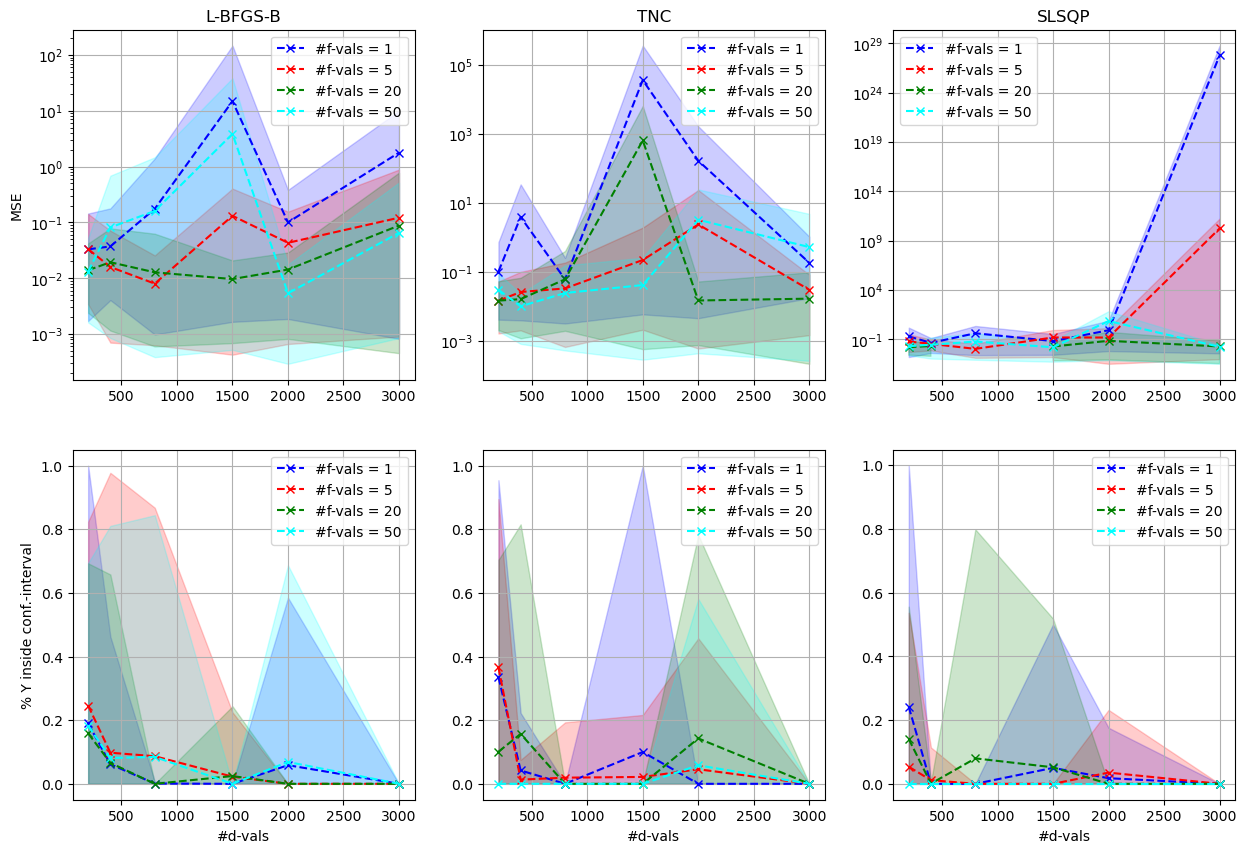 L-BFGS-B
TNC
SLSQP
MSE
10²
10¹
10⁰
10⁻¹
10⁻²
10⁻³
#f-vals = 1
#f-vals = 5
#f-vals = 20
#f-vals = 50
500 1000 1500 2000 2500 3000
10⁵
10³
10¹
10⁻¹
10⁻³
#f-vals = 1
#f-vals = 5
#f-vals = 20
#f-vals = 50
500 1000 1500 2000 2500 3000
10²⁹
10²⁴
10¹⁹
10¹⁴
10⁹
10⁴
10⁻¹
#f-vals = 1
#f-vals = 5
#f-vals = 20
#f-vals = 50
500 1000 1500 2000 2500 3000
% Y inside conf.-interval
1.0
0.8
0.6
0.4
0.2
0.0
#f-vals = 1
#f-vals = 5
#f-vals = 20
#f-vals = 50
500 1000 1500 2000 2500 3000
#d-vals
1.0
0.8
0.6
0.4
0.2
0.0
#f-vals = 1
#f-vals = 5
#f-vals = 20
#f-vals = 50
500 1000 1500 2000 2500 3000
#d-vals
1.0
0.8
0.6
0.4
0.2
0.0
#f-vals = 1
#f-vals = 5
#f-vals = 20
#f-vals = 50
500 1000 1500 2000 2500 3000
#d-vals